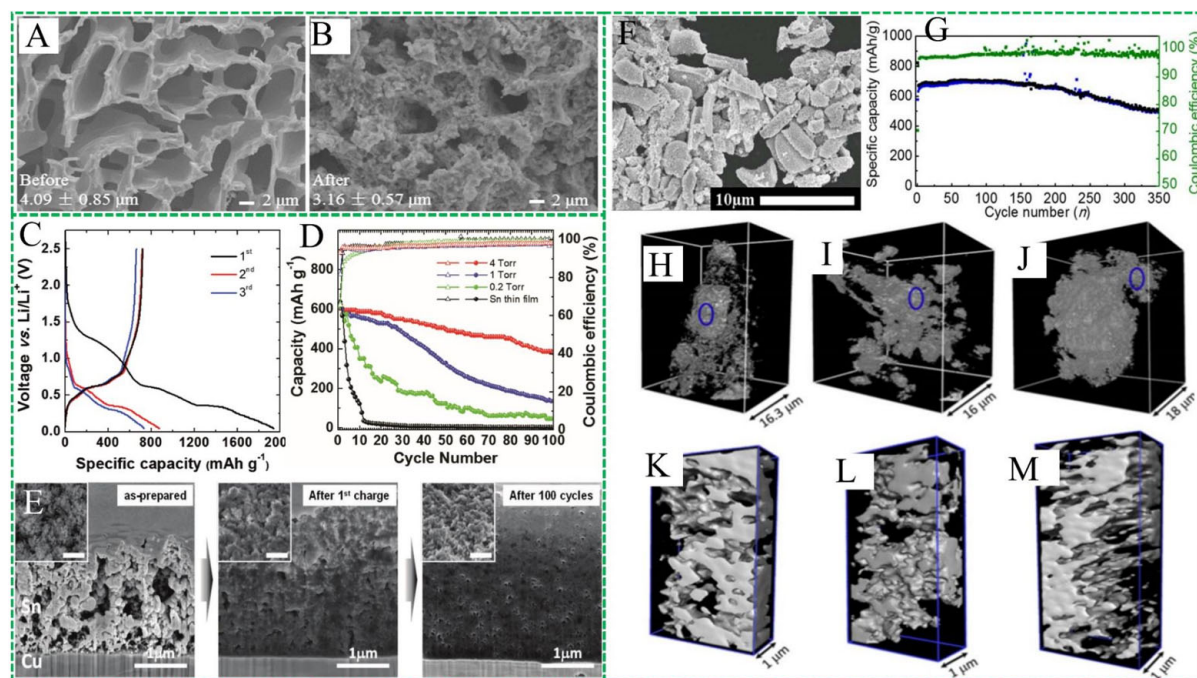 A
Before
4.09 ± 0.85 μm
2 μm
B
After
3.16 ± 0.57 μm
2 μm
C
Voltage vs. Li/Li⁺ (V)
2.5
2.0
1.5
1.0
0.5
0.0
1st
2nd
3rd
0 400 800 1200 1600 200
Specific capacity (mAh g⁻¹)
D
Capacity (mAh g⁻¹)
800
600
400
200
0
4 Torr
1 Torr
0.2 Torr
Sn thin film
100
80
60
40
20
0
Coulombic efficiency (%)
0 10 20 30 40 50 60 70 80 90 100
Cycle Number
E
as-prepared
Sn
Cu
1μm
After 1st charge
1μm
After 100 cycles
1μm
F
10μm
G
Specific capacity (mAh/g)
1000
800
600
400
200
0
100
90
80
70
60
50
Coulombic efficiency (%)
0 50 100 150 200 250 300 350
Cycle number (n)
H
16.3 μm
I
16 μm
J
18 μm
K
1 μm
L
1 μm
M
1 μm